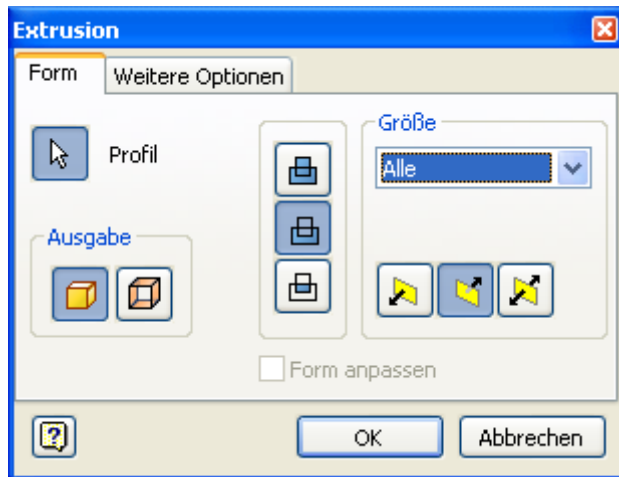 Extrusion
Form
Weitere Optionen
Profil
Größe
Alle
Ausgabe
Form anpassen
?
OK
Abbrechen